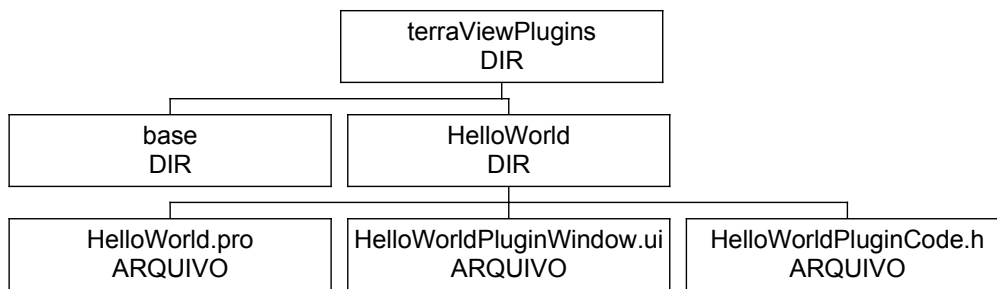 terraViewPlugins
DIR
base
DIR
HelloWorld
DIR
HelloWorld.pro
ARQUIVO
HelloWorldPluginWindow.ui
ARQUIVO
HelloWorldPluginCode.h
ARQUIVO